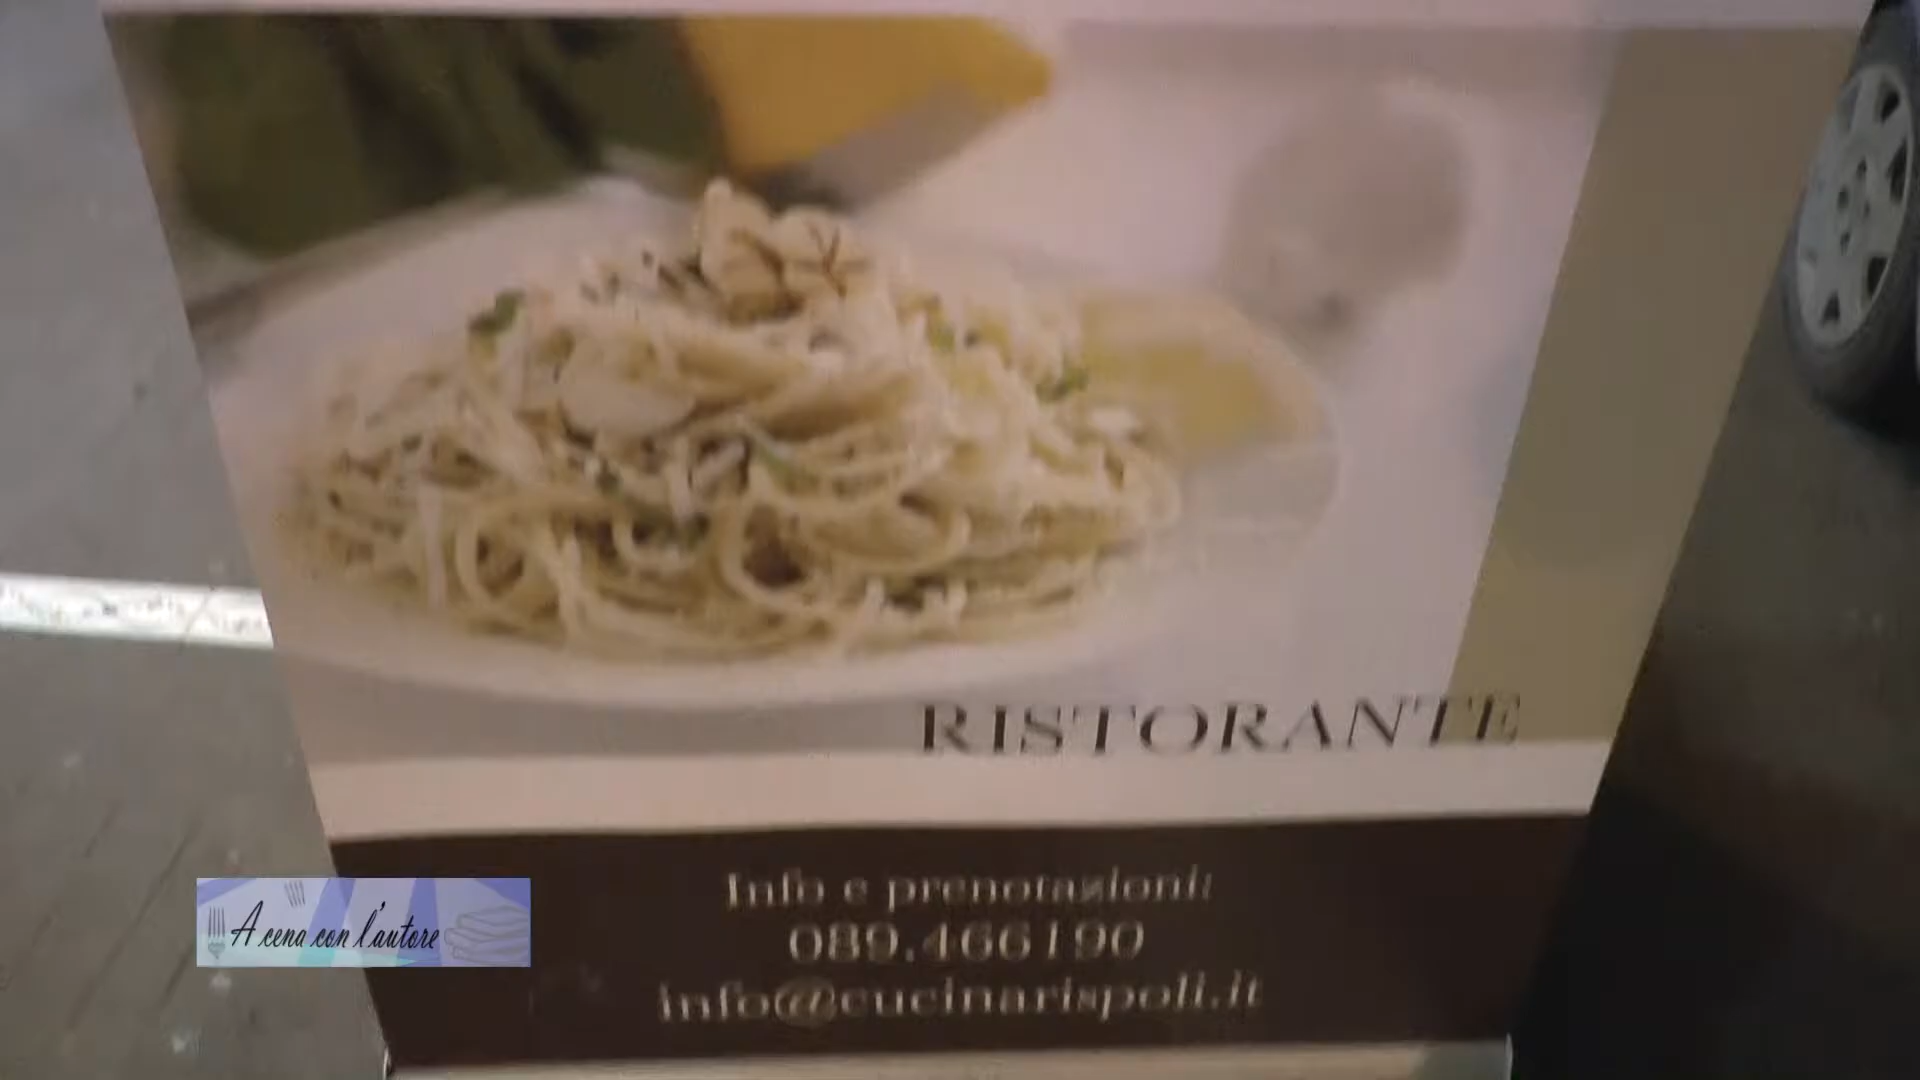 RISTORANTE
Info e prenotazioni:
089.466190
info@cucinarispoli.it
A cena con l'autore